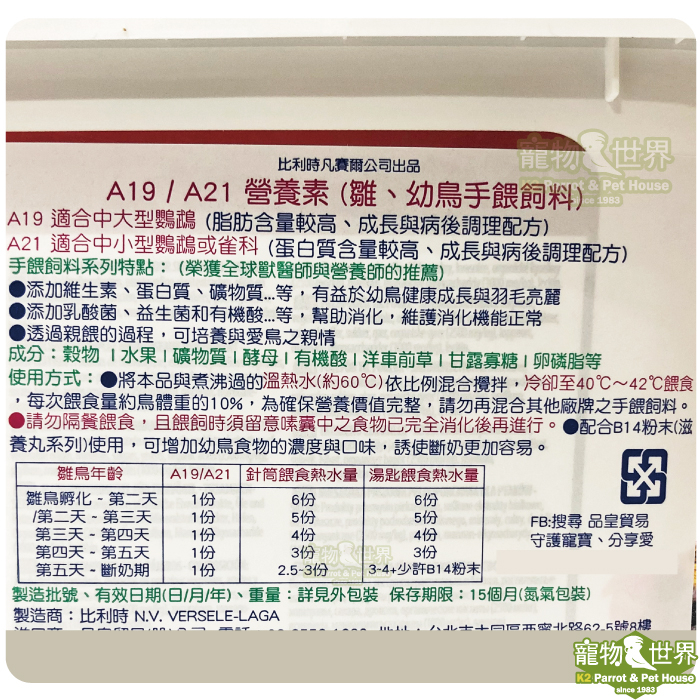 比利時凡賽爾公司出品
A19 / A21 營養素 (雛、幼鳥手餵飼料)
寵物世界
K2 Parrot & Pet House
since 1983
A19 適合中大型鸚鵡 (脂肪含量較高、成長與病後調理配方)
A21 適合中小型鸚鵡或雀科 (蛋白質含量較高、成長與病後調理配方)
手餵飼料系列特點：(榮獲全球獸醫師與營養師的推薦)
●添加維生素、蛋白質、礦物質...等，有益於幼鳥健康成長與羽毛亮麗
●添加乳酸菌、益生菌和有機酸...等，幫助消化，維護消化機能正常
●透過親餵的過程，可培養與愛鳥之親情
成分：穀物 | 水果 | 礦物質 | 酵母 | 有機酸 | 洋車前草 | 甘露寡糖 | 卵磷脂等
使用方式：●將本品與煮沸過的溫熱水(約60℃)依比例混合攪拌，冷卻至40℃～42℃餵食
，每次餵食量約鳥體重的10%，為確保營養價值完整，請勿再混合其他廠牌之手餵飼料。
●請勿隔餐餵食，且餵食時須留意嗉囊中之食物已完全消化後再進行。●配合B14粉末(滋
養丸系列)使用，可增加幼鳥食物的濃度與口味，誘使斷奶更加容易。
雛鳥年齡 A19/A21 針筒餵食熱水量 湯匙餵食熱水量
雛鳥孵化 - 第二天 1份 6份 6份
/第二天 - 第三天 1份 5份 5份
第三天 - 第四天 1份 4份 4份
第四天 - 第五天 1份 3份 3份
第五天 - 斷奶期 1份 2.5-3份 3-4+少許B14粉末
FB:搜尋 品皇貿易
守護寵寶、分享愛
寵物世界
K2 Parrot & Pet House
製造批號、有效日期(日/月/年)、重量：詳見外包裝 保存期限：15個月(氮氣包裝)
製造商：比利時 N.V. VERSELE-LAGA
寵物世界
K2 Parrot & Pet House
since 1983